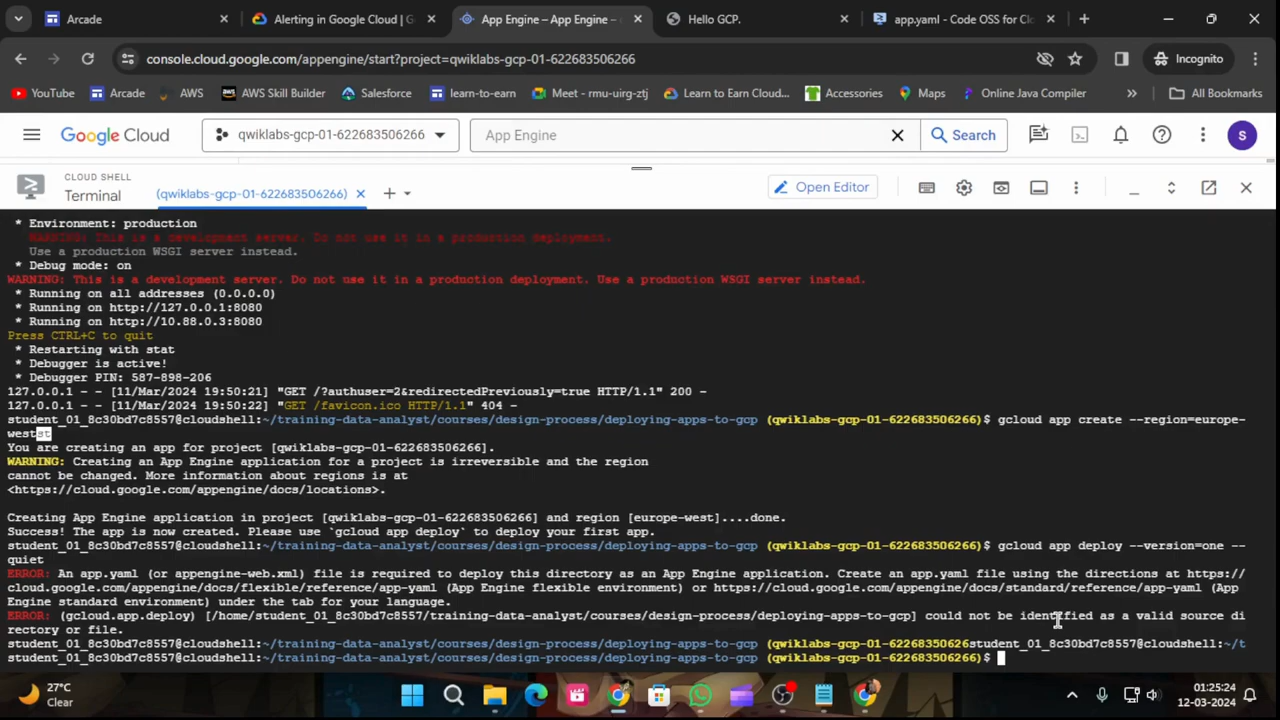 Arcade
Alerting in Google Cloud | G
App Engine – App Engine –
Hello GCP.
app.yaml - Code OSS for Cl
console.cloud.google.com/appengine/start?project=qwiklabs-gcp-01-622683506266
Incognito
YouTube
Arcade
AWS
AWS Skill Builder
Salesforce
learn-to-earn
Meet - rmu-uirg-ztj
Learn to Earn Cloud...
Accessories
Maps
Online Java Compiler
All Bookmarks
Google Cloud
qwiklabs-gcp-01-622683506266
App Engine
Search
S
CLOUD SHELL
Terminal
(qwiklabs-gcp-01-622683506266)
Open Editor
* Environment: production
WARNING: This is a development server. Do not use it in a production deployment.
Use a production WSGI server instead.
* Debug mode: on
WARNING: This is a development server. Do not use it in a production deployment. Use a production WSGI server instead.
* Running on all addresses (0.0.0.0)
* Running on http://127.0.0.1:8080
* Running on http://10.88.0.3:8080
Press CTRL+C to quit
* Restarting with stat
* Debugger is active!
* Debugger PIN: 587-898-206
127.0.0.1 - - [11/Mar/2024 19:50:21] "GET /?authuser=2&redirectedPreviously=true HTTP/1.1" 200 -
127.0.0.1 - - [11/Mar/2024 19:50:22] "GET /favicon.ico HTTP/1.1" 404 -
student_01_8c30bd7c8557@cloudshell:~/training-data-analyst/courses/design-process/deploying-apps-to-gcp (qwiklabs-gcp-01-622683506266)$ gcloud app create --region=europe-
westst
You are creating an app for project [qwiklabs-gcp-01-622683506266].
WARNING: Creating an App Engine application for a project is irreversible and the region
cannot be changed. More information about regions is at
<https://cloud.google.com/appengine/docs/locations>.
Creating App Engine application in project [qwiklabs-gcp-01-622683506266] and region [europe-west]....done.
Success! The app is now created. Please use `gcloud app deploy` to deploy your first app.
student_01_8c30bd7c8557@cloudshell:~/training-data-analyst/courses/design-process/deploying-apps-to-gcp (qwiklabs-gcp-01-622683506266)$ gcloud app deploy --version=one --
quiet
ERROR: An app.yaml (or appengine-web.xml) file is required to deploy this directory as an App Engine application. Create an app.yaml file using the directions at https://
cloud.google.com/appengine/docs/flexible/reference/app-yaml (App Engine flexible environment) or https://cloud.google.com/appengine/docs/standard/reference/app-yaml (App
Engine standard environment) under the tab for your language.
ERROR: (gcloud.app.deploy) [/home/student_01_8c30bd7c8557/training-data-analyst/courses/design-process/deploying-apps-to-gcp] could not be identified as a valid source di
rectory or file.
student_01_8c30bd7c8557@cloudshell:~/training-data-analyst/courses/design-process/deploying-apps-to-gcp (qwiklabs-gcp-01-62268350626student_01_8c30bd7c8557@cloudshell:~/t
student_01_8c30bd7c8557@cloudshell:~/training-data-analyst/courses/design-process/deploying-apps-to-gcp (qwiklabs-gcp-01-622683506266)$
27°C
Clear
01:25:24
12-03-2024